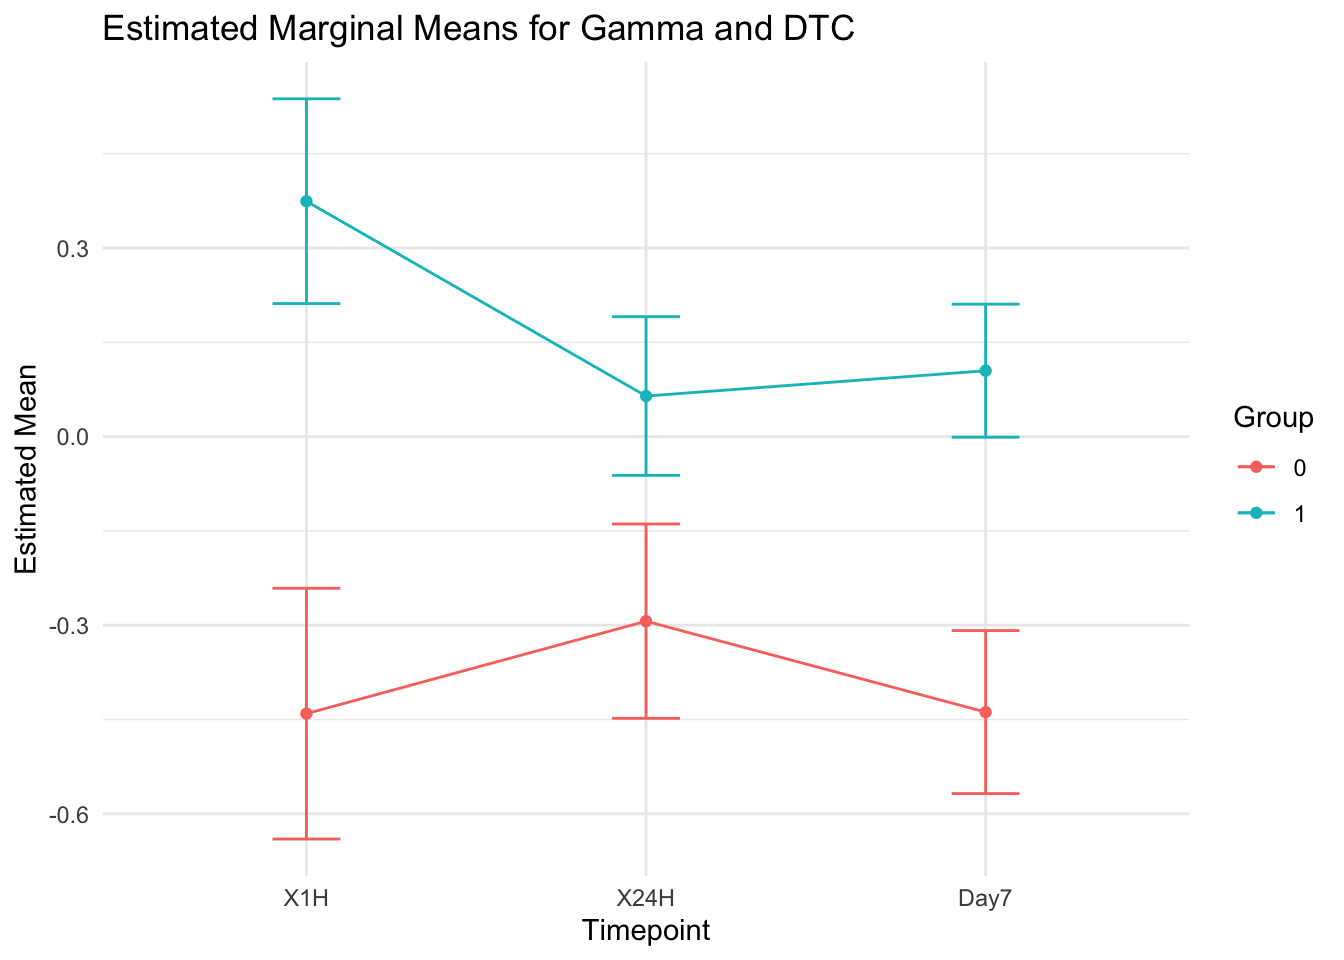 Estimated Marginal Means for Gamma and DTC
Estimated Mean
0.3
0.0
-0.3
-0.6
X1H
X24H
Day7
Timepoint
Group
0
1